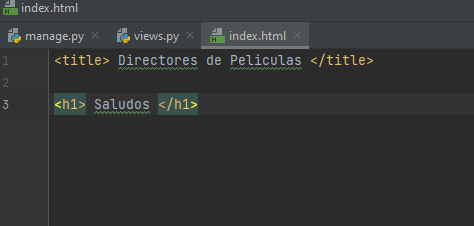 index.html
manage.py views.py index.html
1 <title> Directores de Peliculas </title>
2
3 <h1> Saludos </h1>